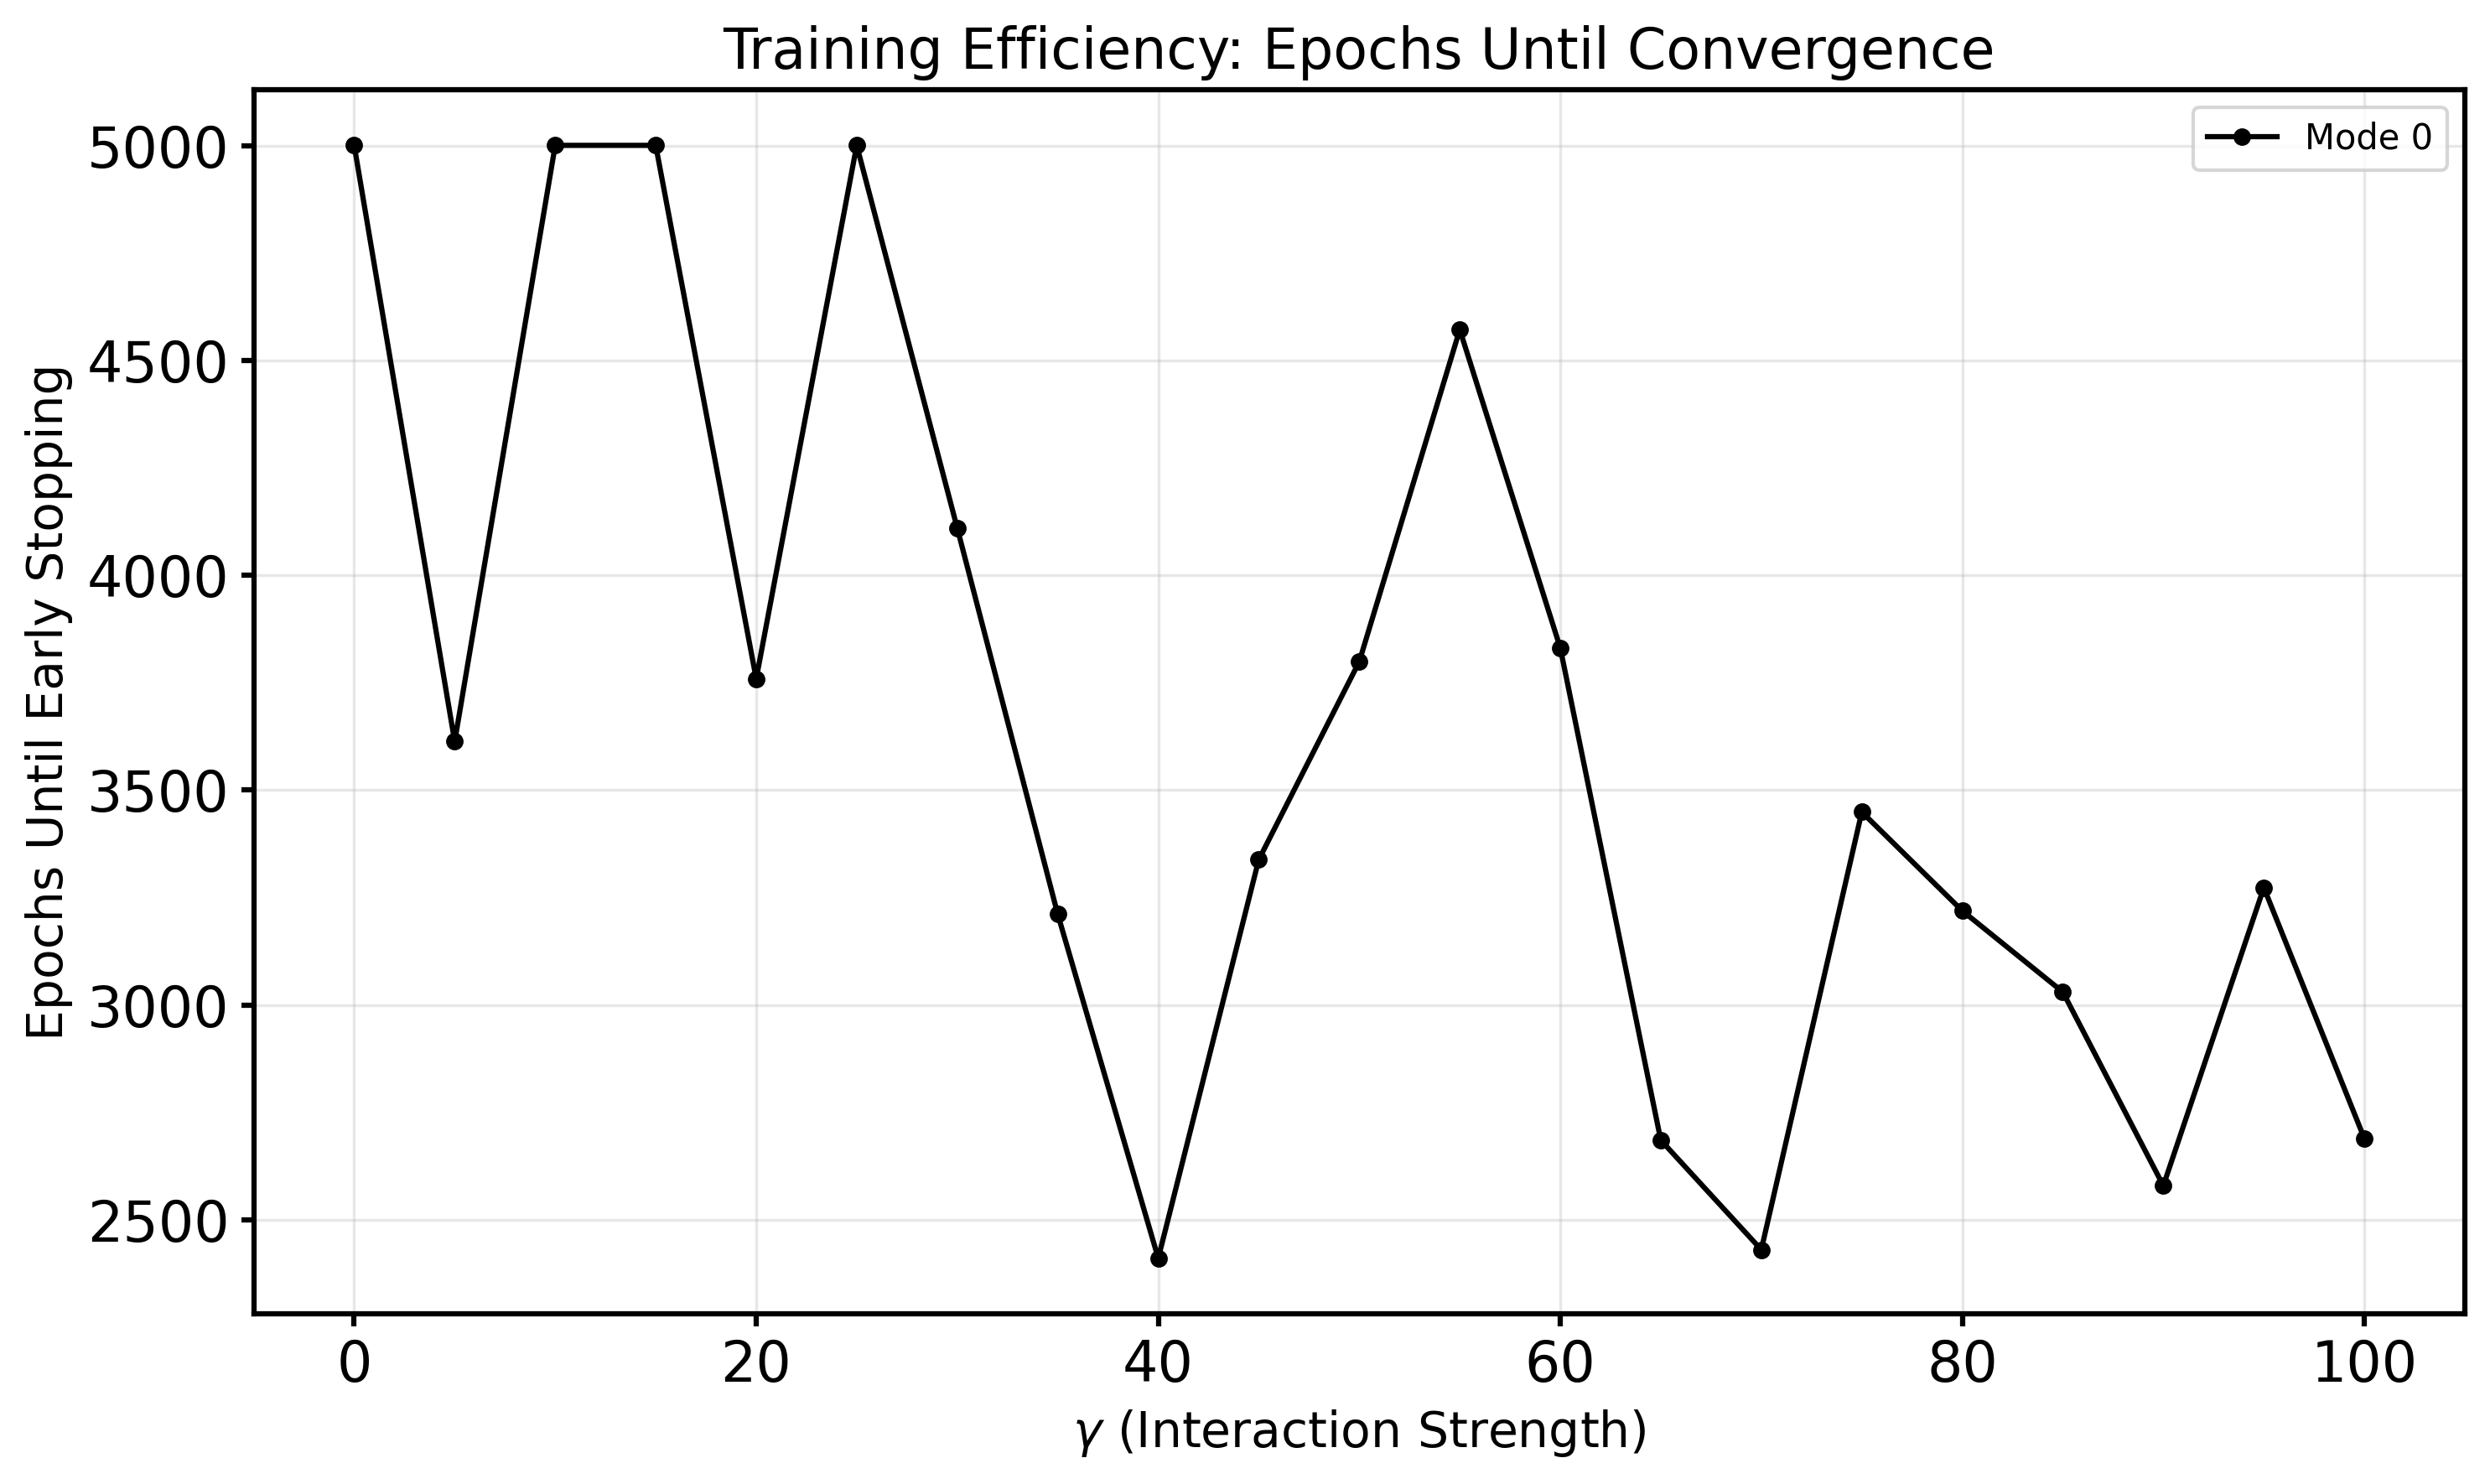 Training Efficiency: Epochs Until Convergence
Mode 0
Epochs Until Early Stopping
5000
4500
4000
3500
3000
2500
0 20 40 60 80 100
γ (Interaction Strength)